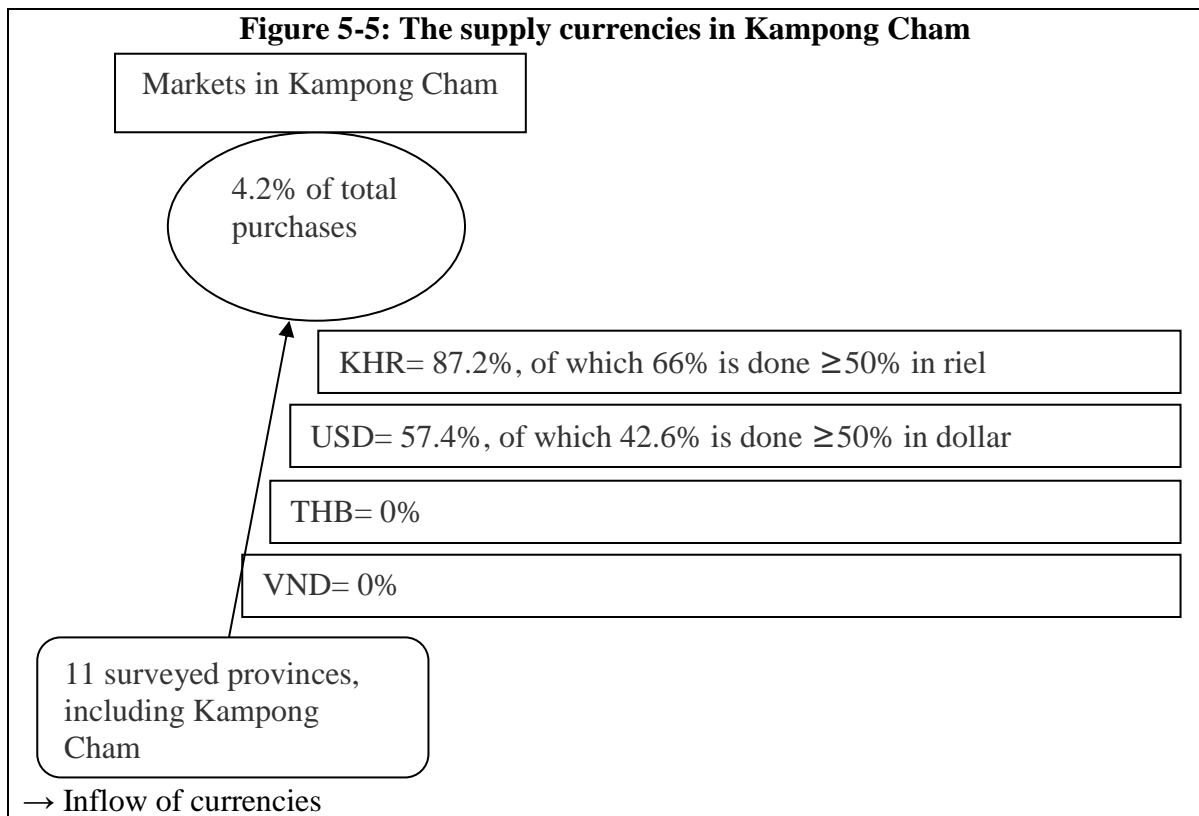 Figure 5-5: The supply currencies in Kampong Cham
Markets in Kampong Cham
4.2% of total
purchases
KHR= 87.2%, of which 66% is done ≥50% in riel
USD= 57.4%, of which 42.6% is done ≥50% in dollar
THB= 0%
VND= 0%
11 surveyed provinces,
including Kampong
Cham
→ Inflow of currencies